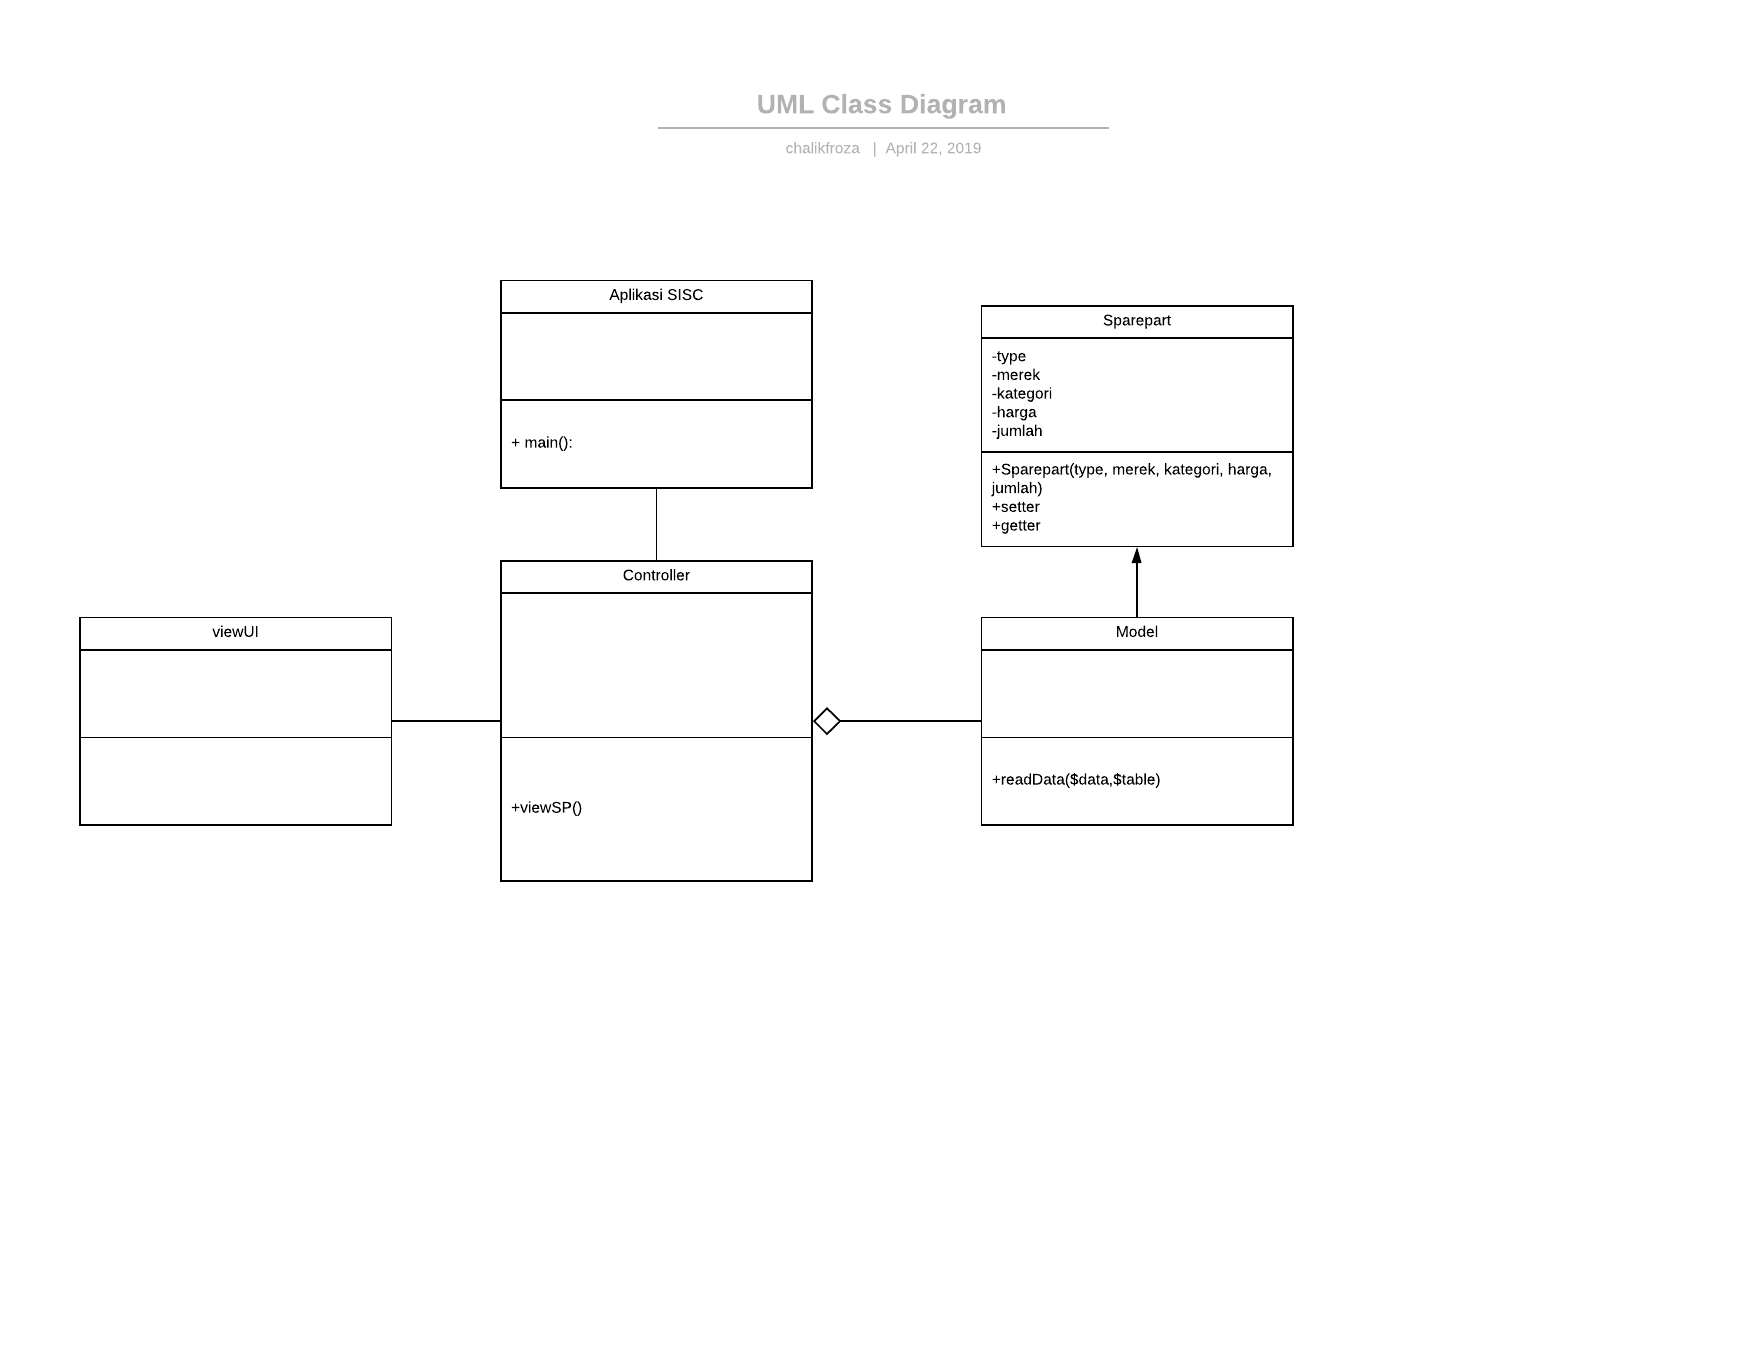 UML Class Diagram
chalikfroza | April 22, 2019
Aplikasi SISC
+ main():
Sparepart
-type
-merek
-kategori
-harga
-jumlah
+Sparepart(type, merek, kategori, harga,
jumlah)
+setter
+getter
Controller
+viewSP()
viewUI
Model
+readData($data,$table)